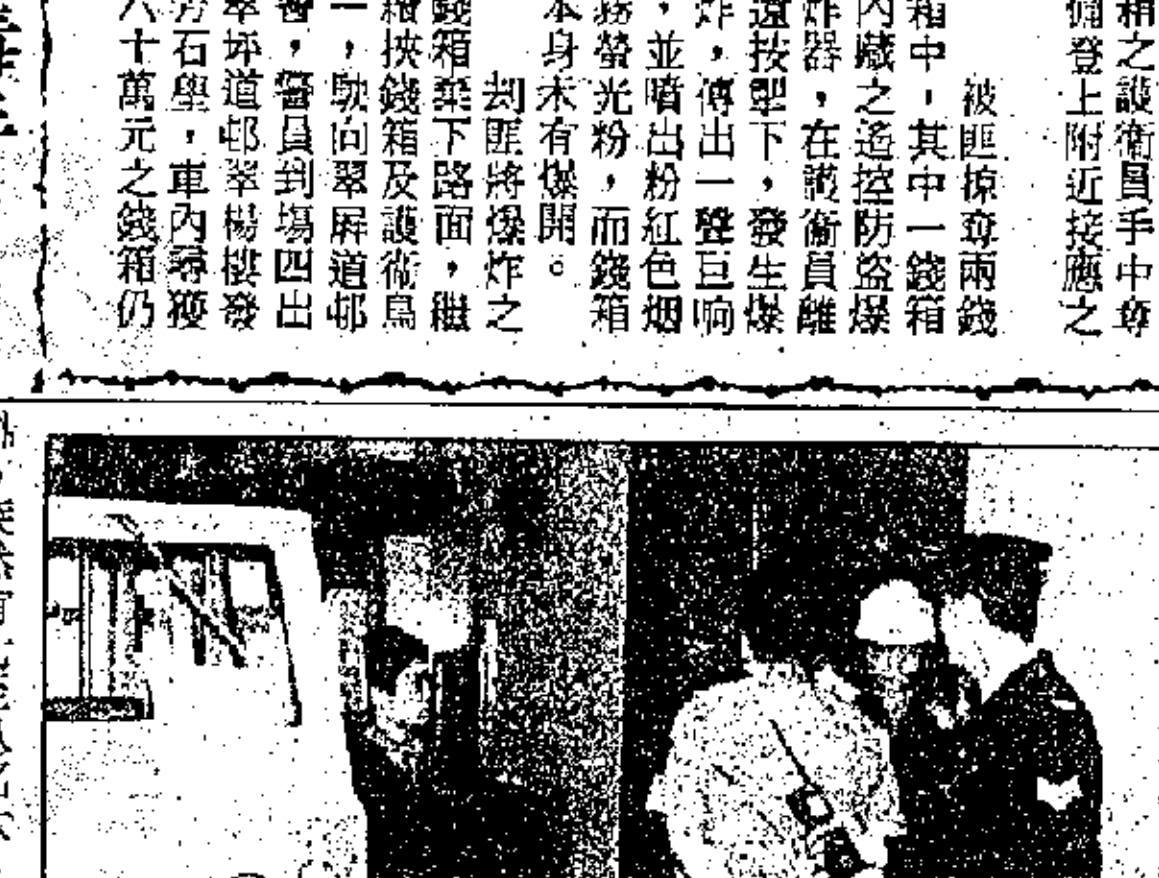 箱之護衛員手中奪
備登上附近接應之
被匪掠奪兩錢
箱中，其中一錢箱
內藏之遙控防盜爆
炸器，在護衛員離
遠按掣下，發生爆
炸，傳出一聲巨响
，並噴出粉紅色烟
務螢光粉，而錢箱
本身未有爆開。
刦匪將爆炸之
錢箱棄下路面，繼
續挾錢箱及護衛鳥
一，駛向翠屏道邨
警，警員到塲四出
翠坪道邨翠楊樓發
旁石壆，車內尋獲
八十萬元之錢箱仍